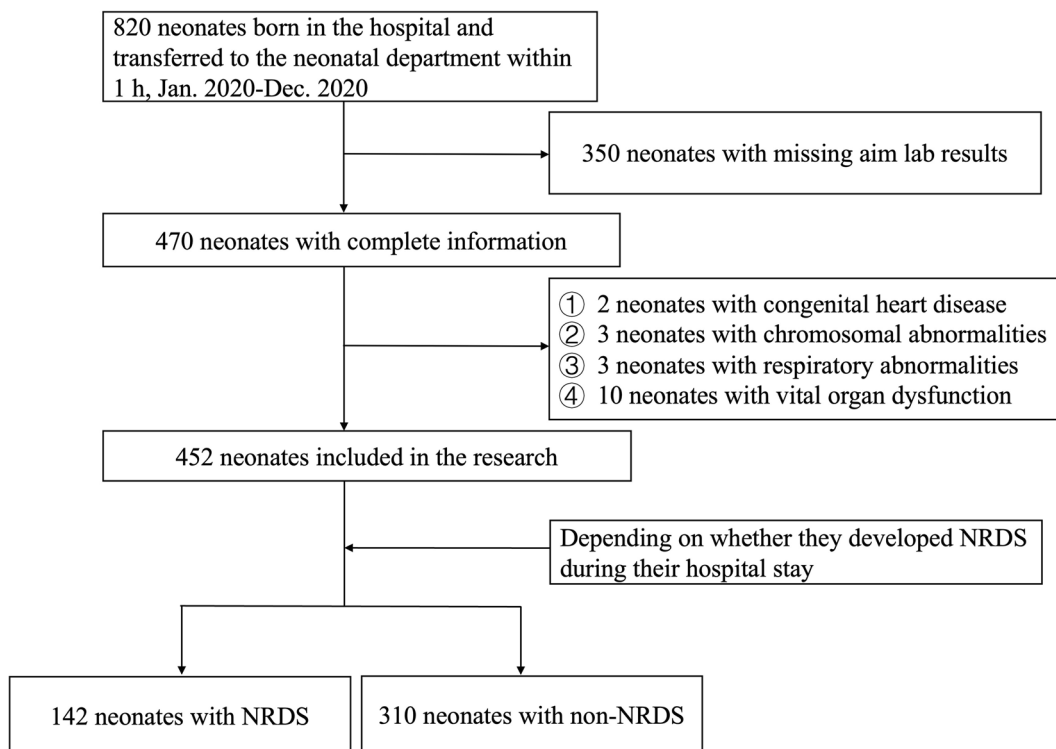 820 neonates born in the hospital and
transferred to the neonatal department within
1 h, Jan. 2020-Dec. 2020
350 neonates with missing aim lab results
470 neonates with complete information
① 2 neonates with congenital heart disease
② 3 neonates with chromosomal abnormalities
③ 3 neonates with respiratory abnormalities
④ 10 neonates with vital organ dysfunction
452 neonates included in the research
Depending on whether they developed NRDS
during their hospital stay
142 neonates with NRDS
310 neonates with non-NRDS